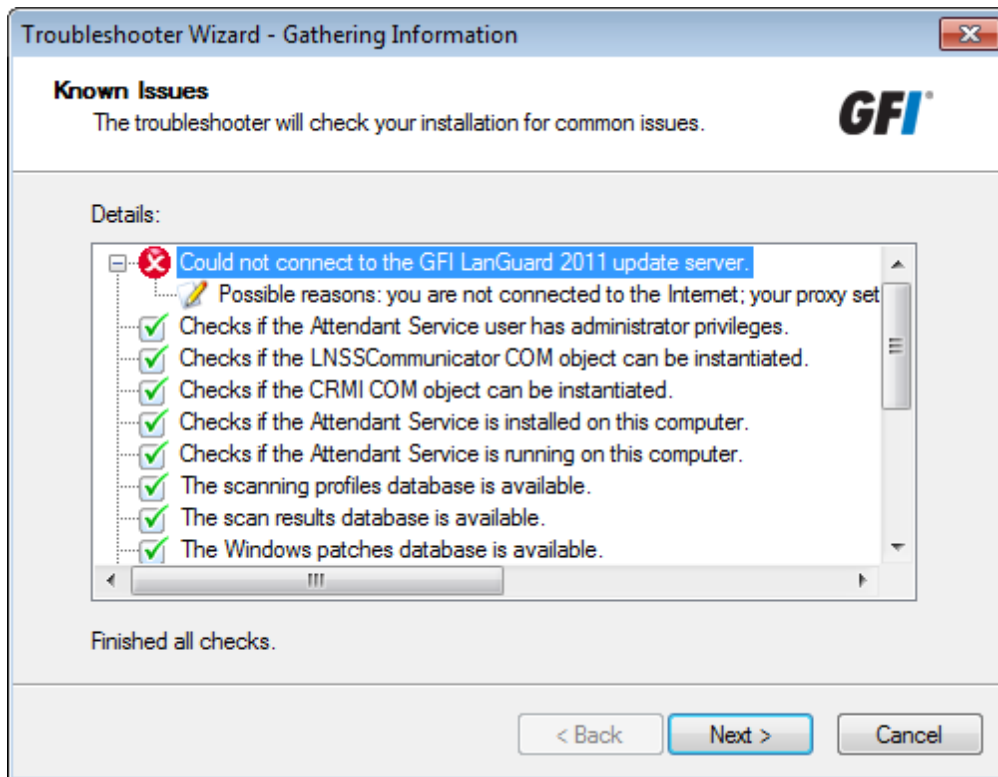 Troubleshooter Wizard - Gathering Information
Known Issues
The troubleshooter will check your installation for common issues.
GFI®
Details:
Could not connect to the GFI LanGuard 2011 update server.
Possible reasons: you are not connected to the Internet; your proxy set
Checks if the Attendant Service user has administrator privileges.
Checks if the LNSSCommunicator COM object can be instantiated.
Checks if the CRMI COM object can be instantiated.
Checks if the Attendant Service is installed on this computer.
Checks if the Attendant Service is running on this computer.
The scanning profiles database is available.
The scan results database is available.
The Windows patches database is available.
Finished all checks.
< Back
Next >
Cancel